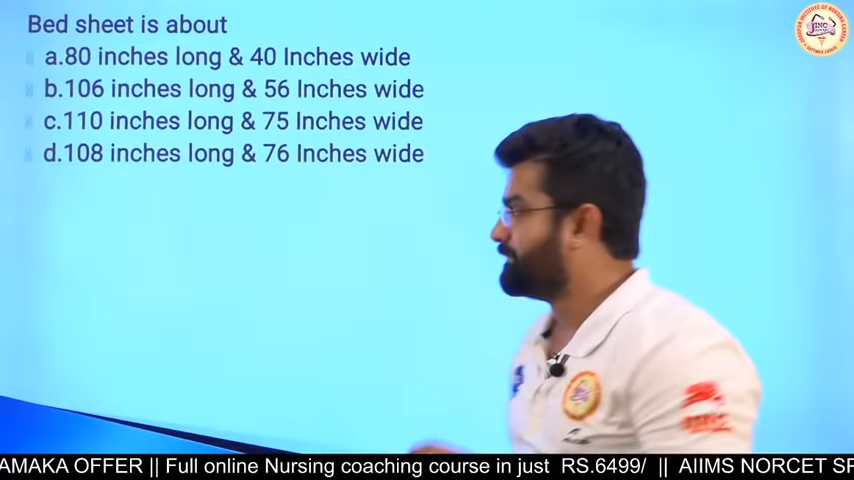 Bed sheet is about
a.80 inches long & 40 Inches wide
b.106 inches long & 56 Inches wide
c.110 inches long & 75 Inches wide
d.108 inches long & 76 Inches wide
JINC
AMAKA OFFER || Full online Nursing coaching course in just RS.6499/ || AIIMS NORCET SF